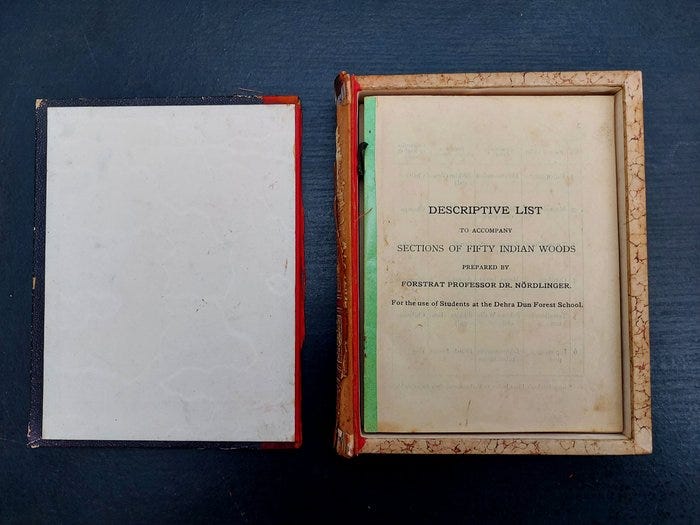 DESCRIPTIVE LIST
TO ACCOMPANY
SECTIONS OF FIFTY INDIAN WOODS
PREPARED BY
FORSTRAT PROFESSOR DR. NÖRDLINGER.
For the use of Students at the Dehra Dun Forest School.